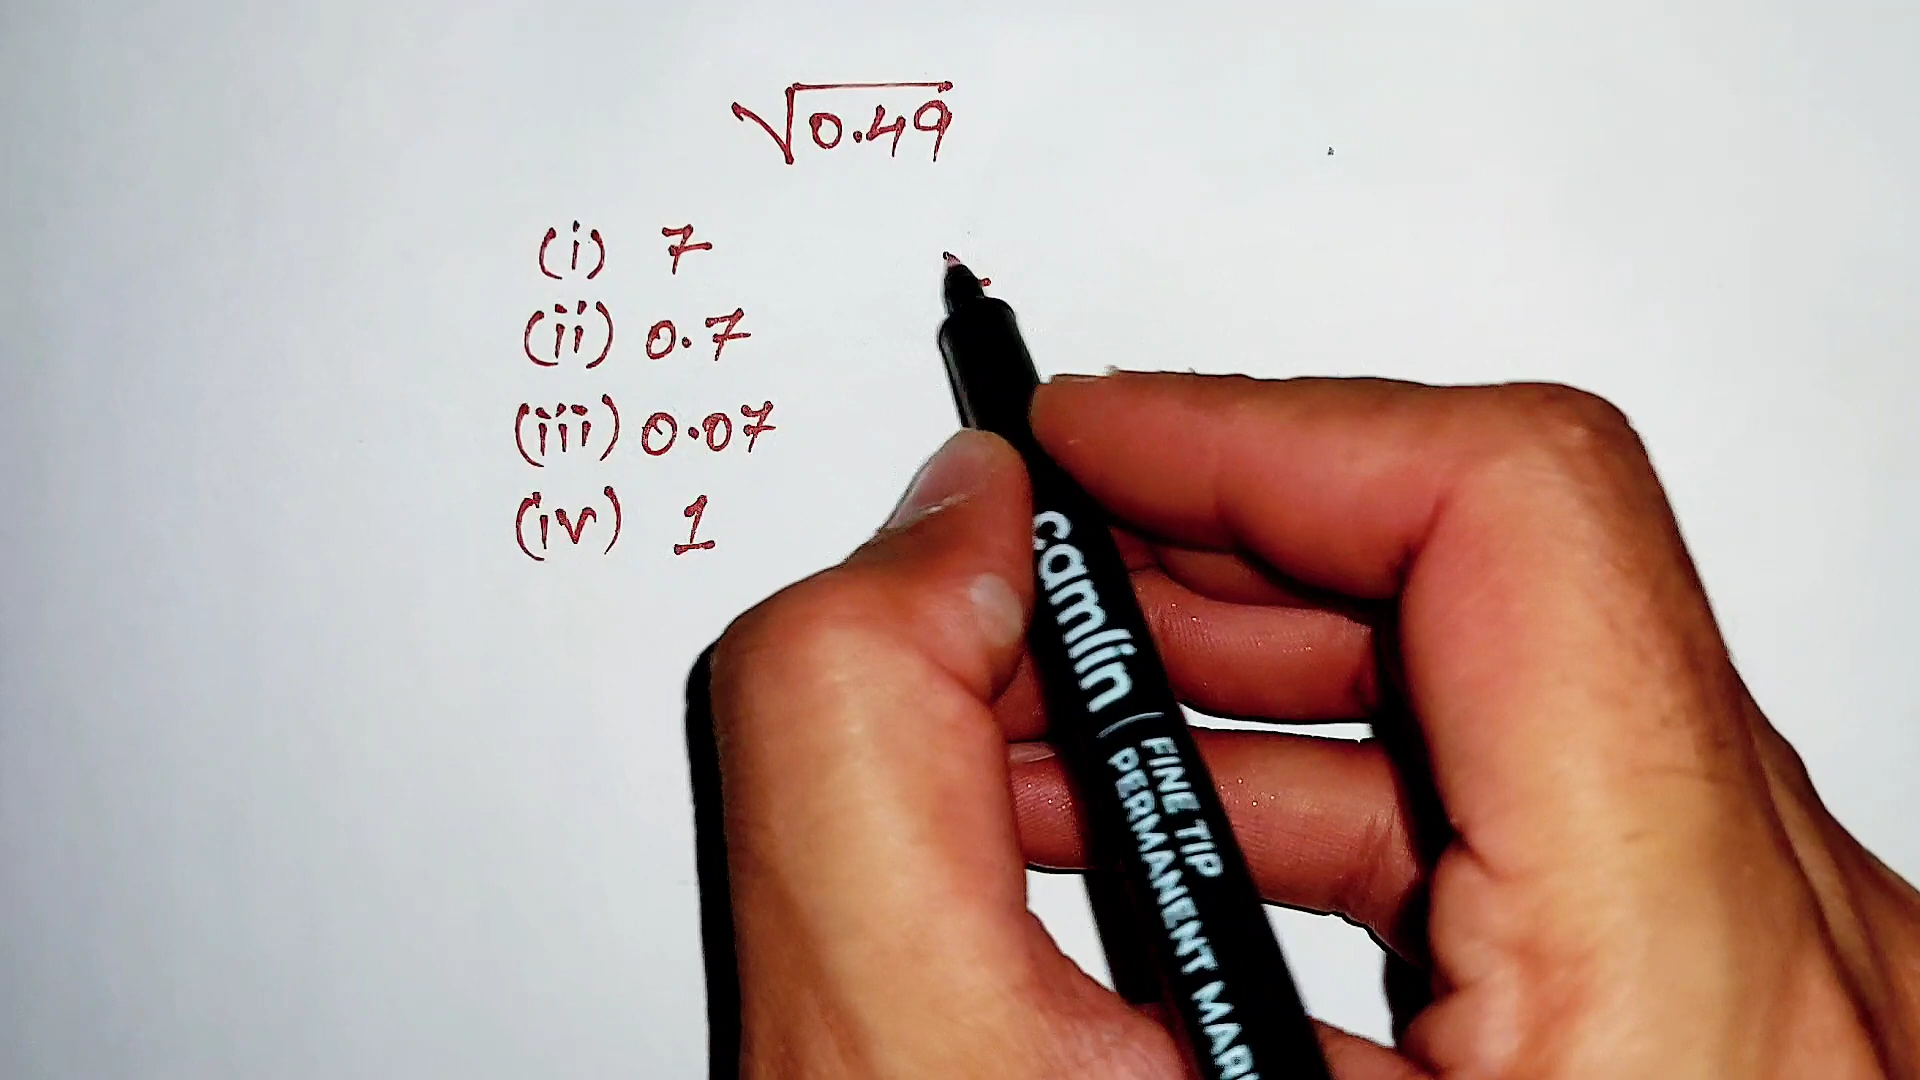 √0.49
(i) 7
(ii) 0.7
(iii) 0.07
(iv) 1
camlin | FINE TIP
PERMANENT MAR